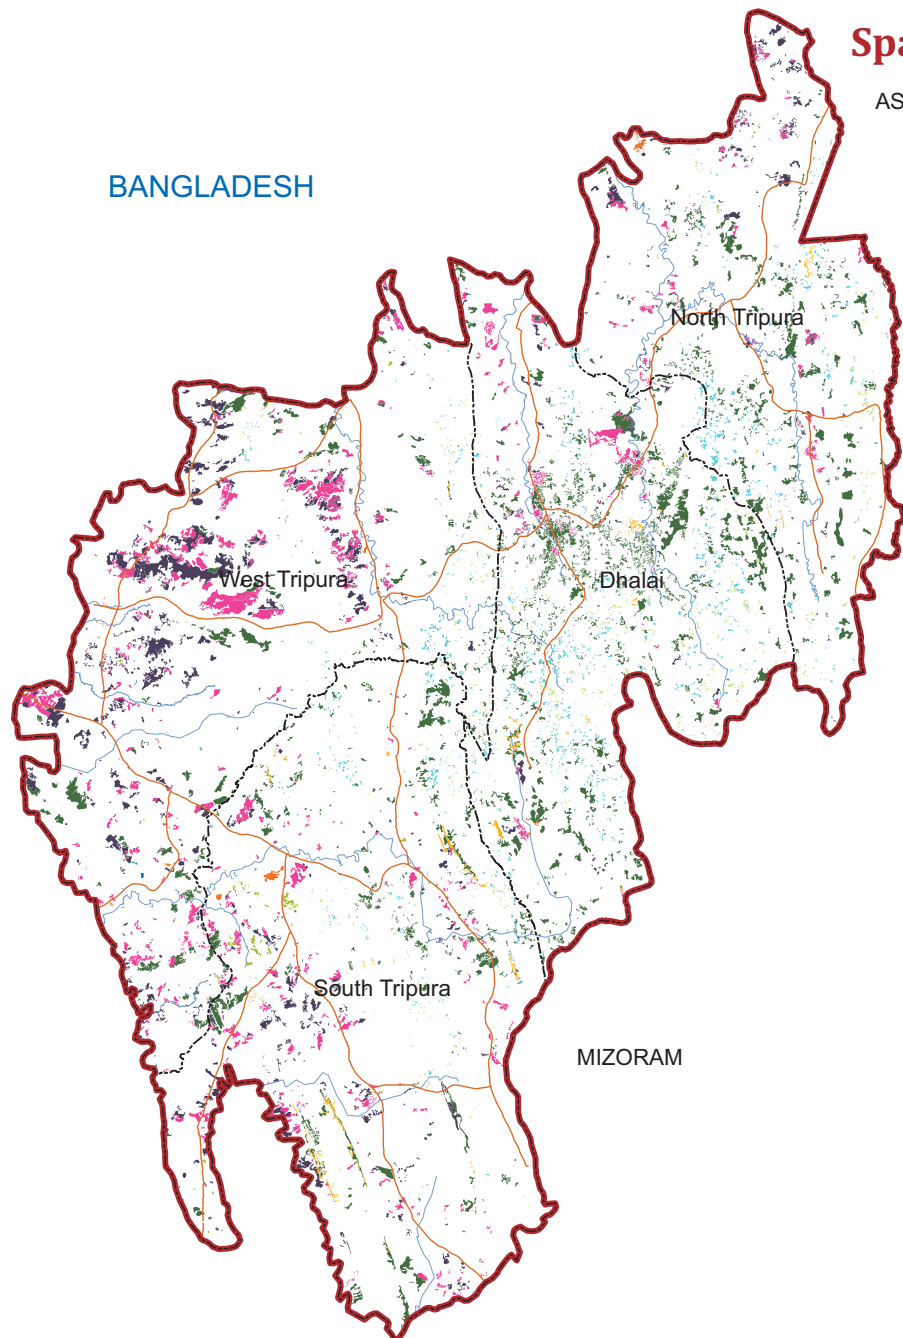 Spa
AS
BANGLADESH
North Tripura
West Tripura
Dhalai
South Tripura
MIZORAM